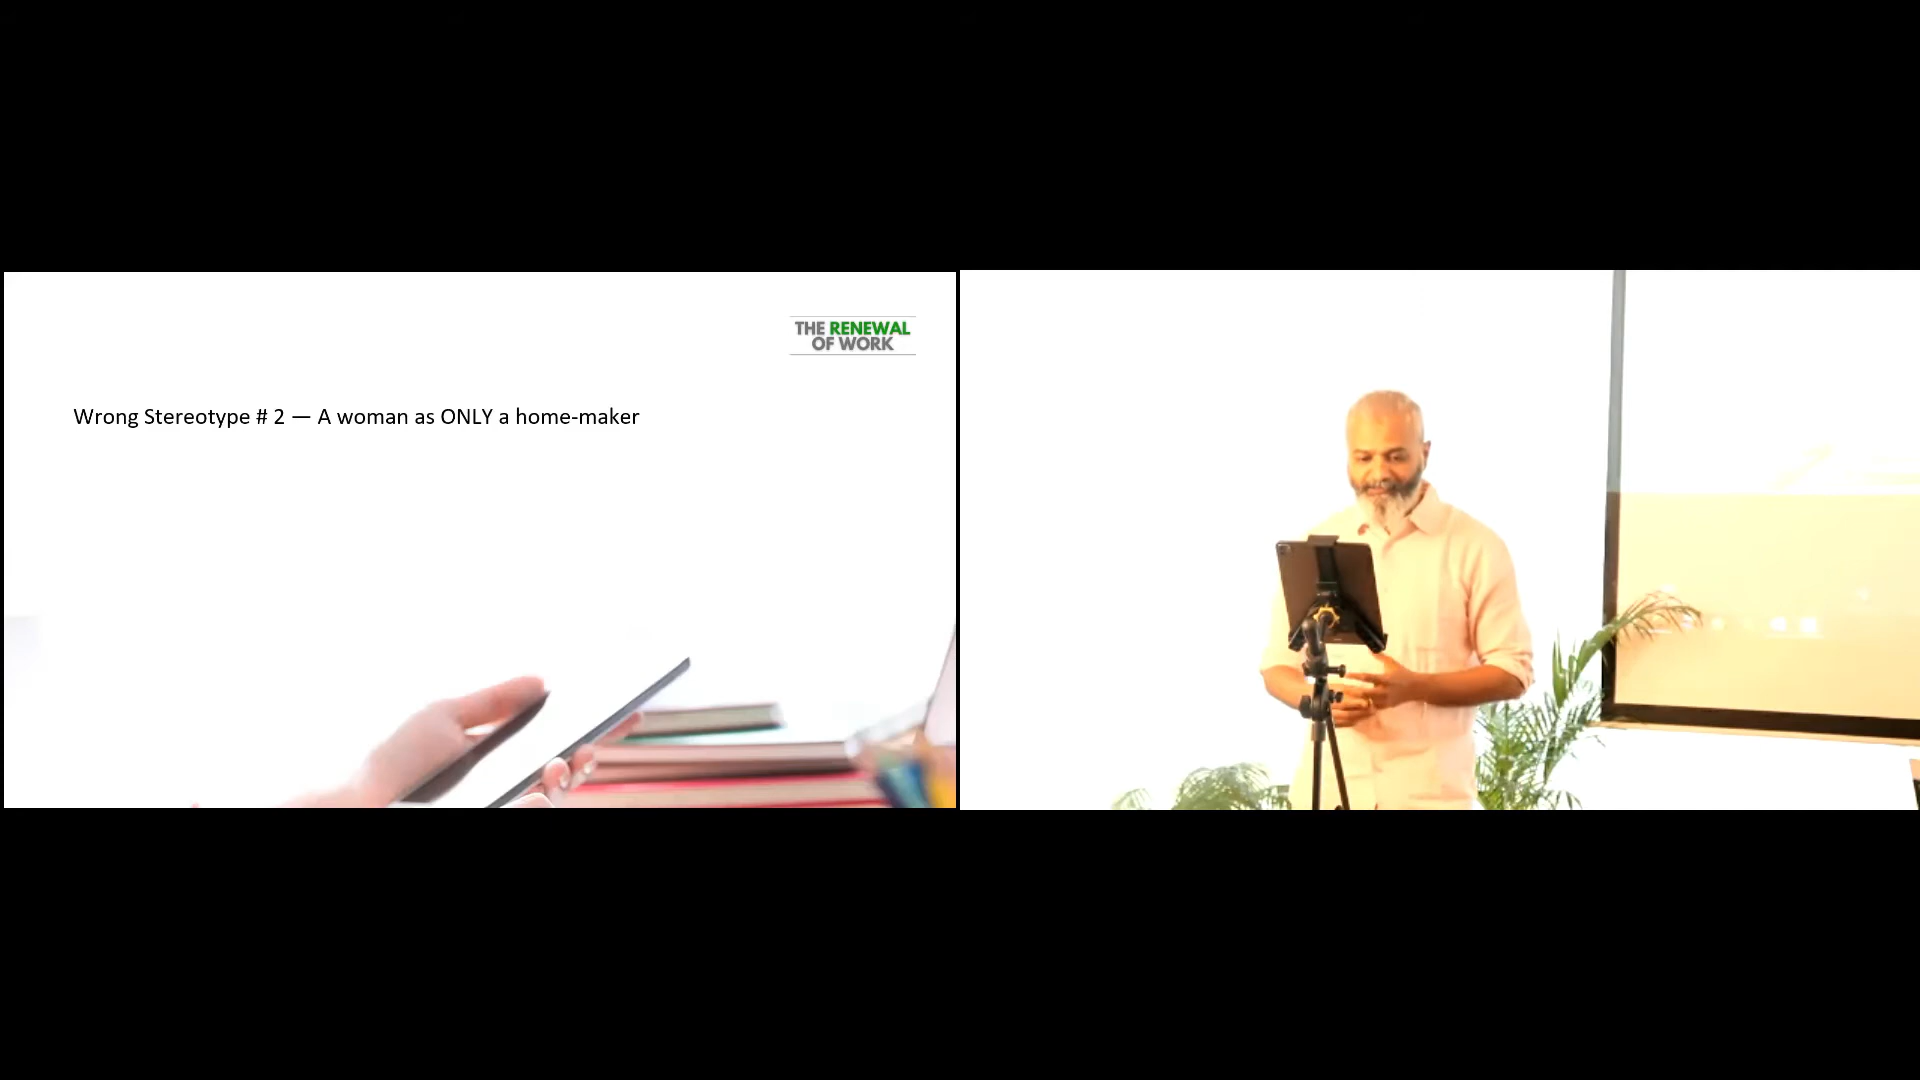 THE RENEWAL
OF WORK
Wrong Stereotype # 2 — A woman as ONLY a home-maker